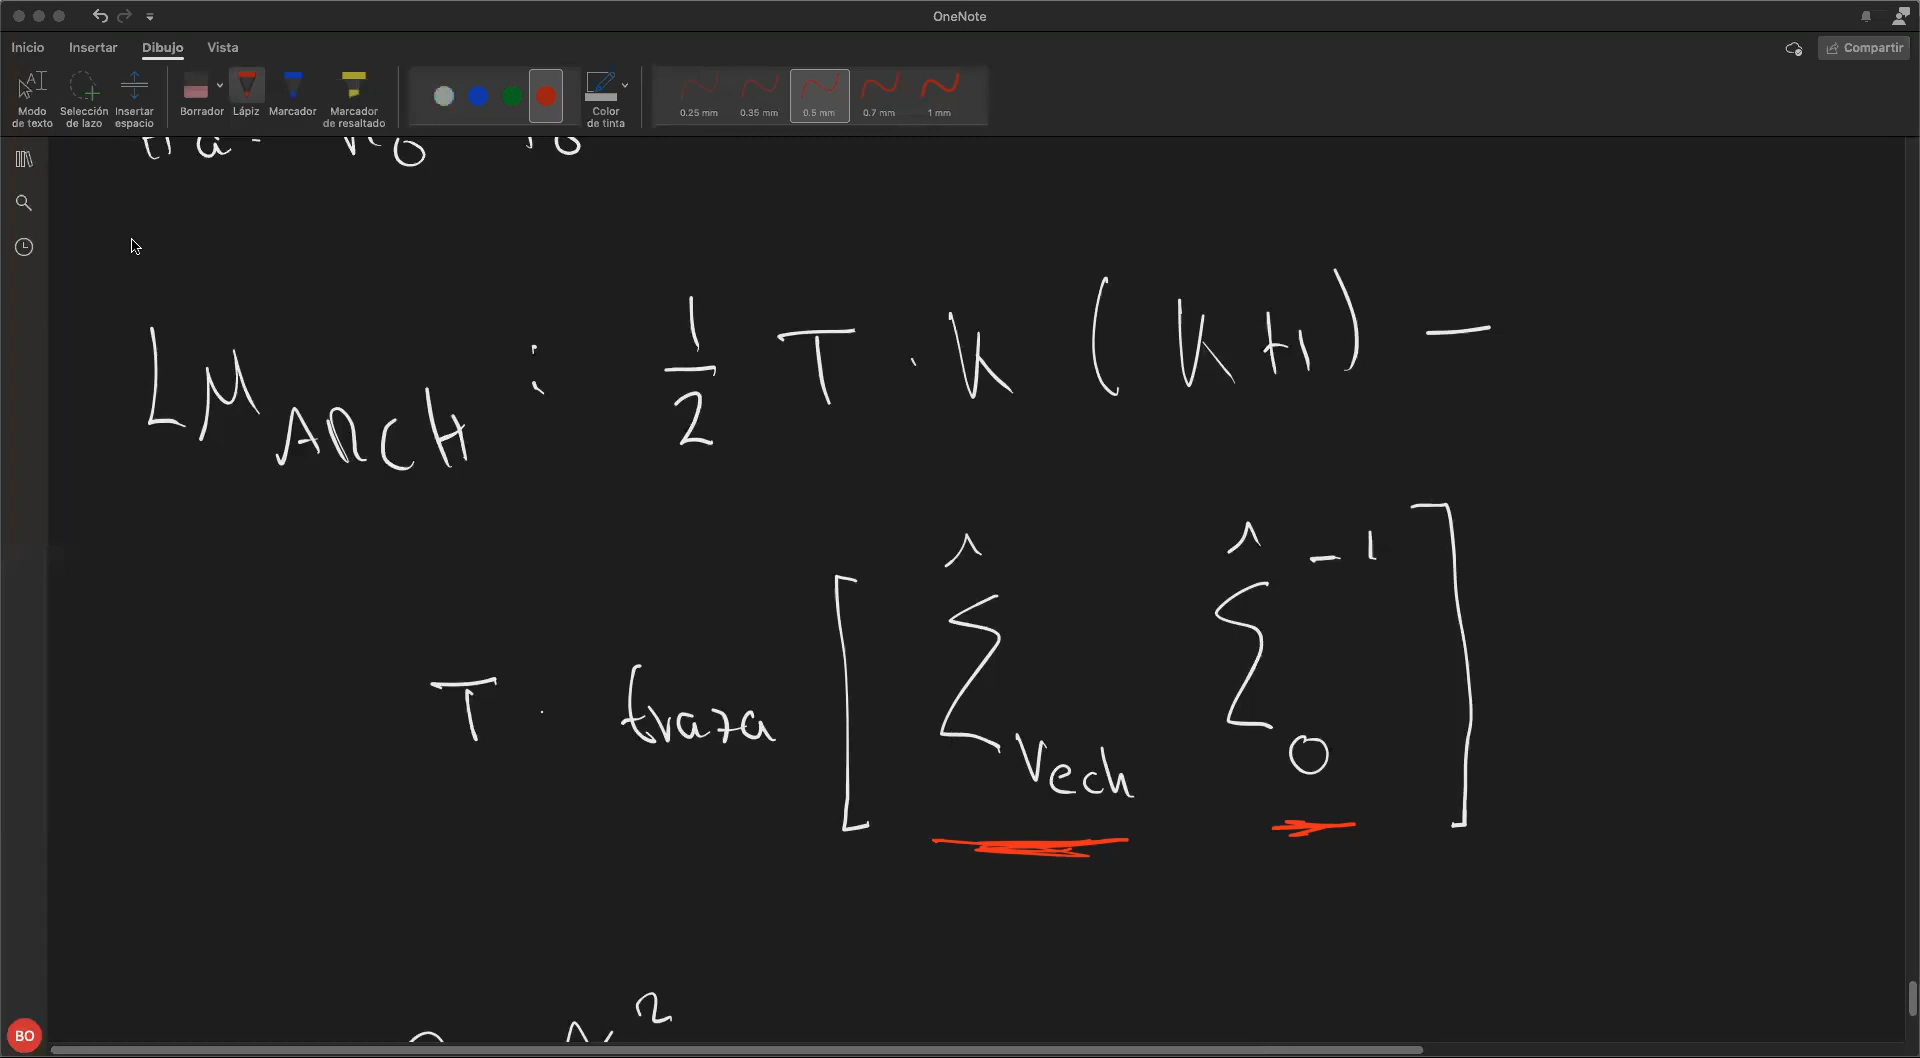 OneNote
Inicio Insertar Dibujo Vista
Compartir
Modo de texto
Selección de lazo
Insertar espacio
Borrador
Lápiz
Marcador
Marcador de resaltado
Color de tinta
0.25 mm
0.35 mm
0.5 mm
0.7 mm
1 mm
LM ARCH : 1/2 T · K ( K + 1 ) −
T · traza [ Σ̂ Vech Σ̂ 0 −1 ]
2
BO